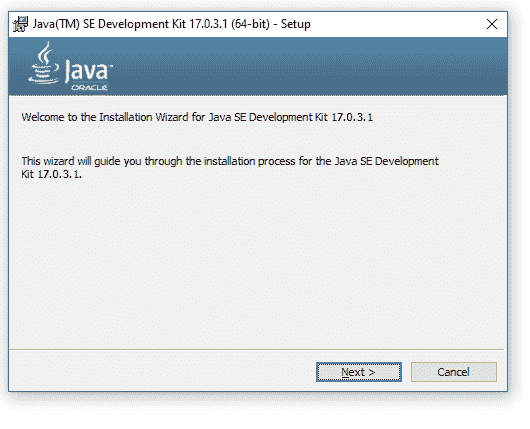 Java(TM) SE Development Kit 17.0.3.1 (64-bit) - Setup
Java™
ORACLE
Welcome to the Installation Wizard for Java SE Development Kit 17.0.3.1
This wizard will guide you through the installation process for the Java SE Development
Kit 17.0.3.1.
Next >
Cancel